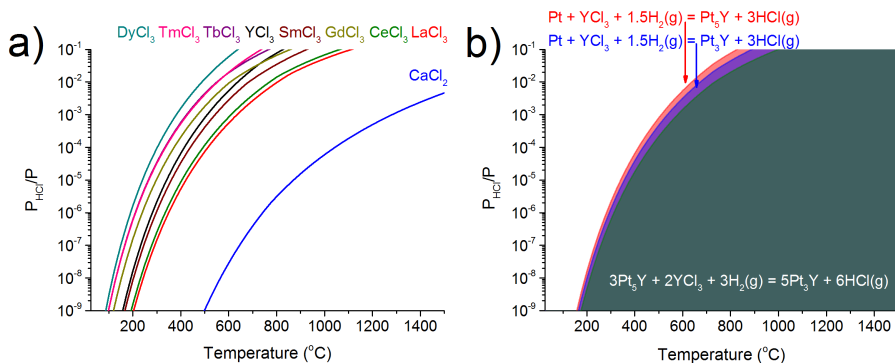 a)
DyCl₃ TmCl₃ TbCl₃ YCl₃ SmCl₃ GdCl₃ CeCl₃ LaCl₃
CaCl₂
10⁻¹
10⁻²
10⁻³
10⁻⁴
10⁻⁵
10⁻⁶
10⁻⁷
10⁻⁸
10⁻⁹
P_HCl/P
200 400 600 800 1000 1200 1400
Temperature (°C)
b)
Pt + YCl₃ + 1.5H₂(g) = Pt₅Y + 3HCl(g)
Pt + YCl₃ + 1.5H₂(g) = Pt₃Y + 3HCl(g)
10⁻¹
10⁻²
10⁻³
10⁻⁴
10⁻⁵
10⁻⁶
10⁻⁷
10⁻⁸
10⁻⁹
P_HCl/P
3Pt₅Y + 2YCl₃ + 3H₂(g) = 5Pt₃Y + 6HCl(g)
200 400 600 800 1000 1200 1400
Temperature (°C)